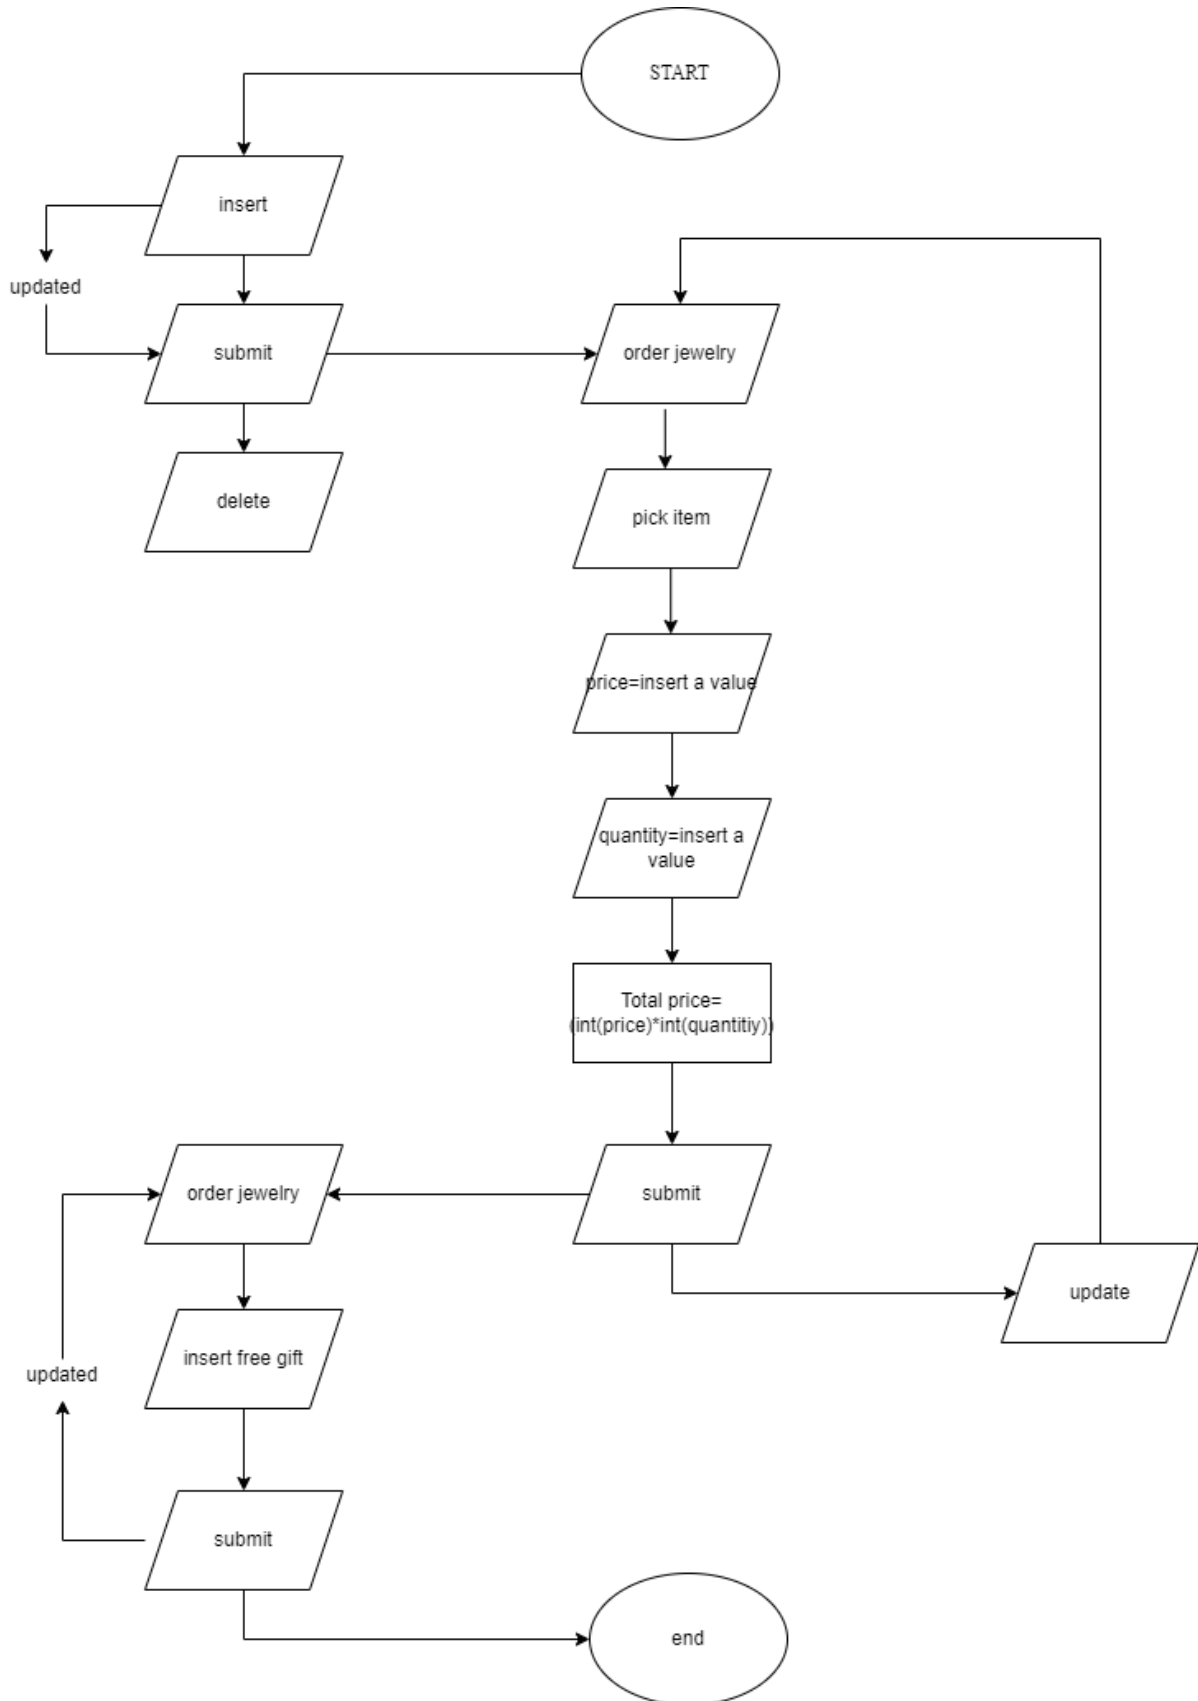 START
insert
updated
submit
order jewelry
delete
pick item
price=insert a value
quantity=insert a
value
Total price=
(int(price)*int(quantitiy))
order jewelry
submit
update
insert free gift
updated
submit
end